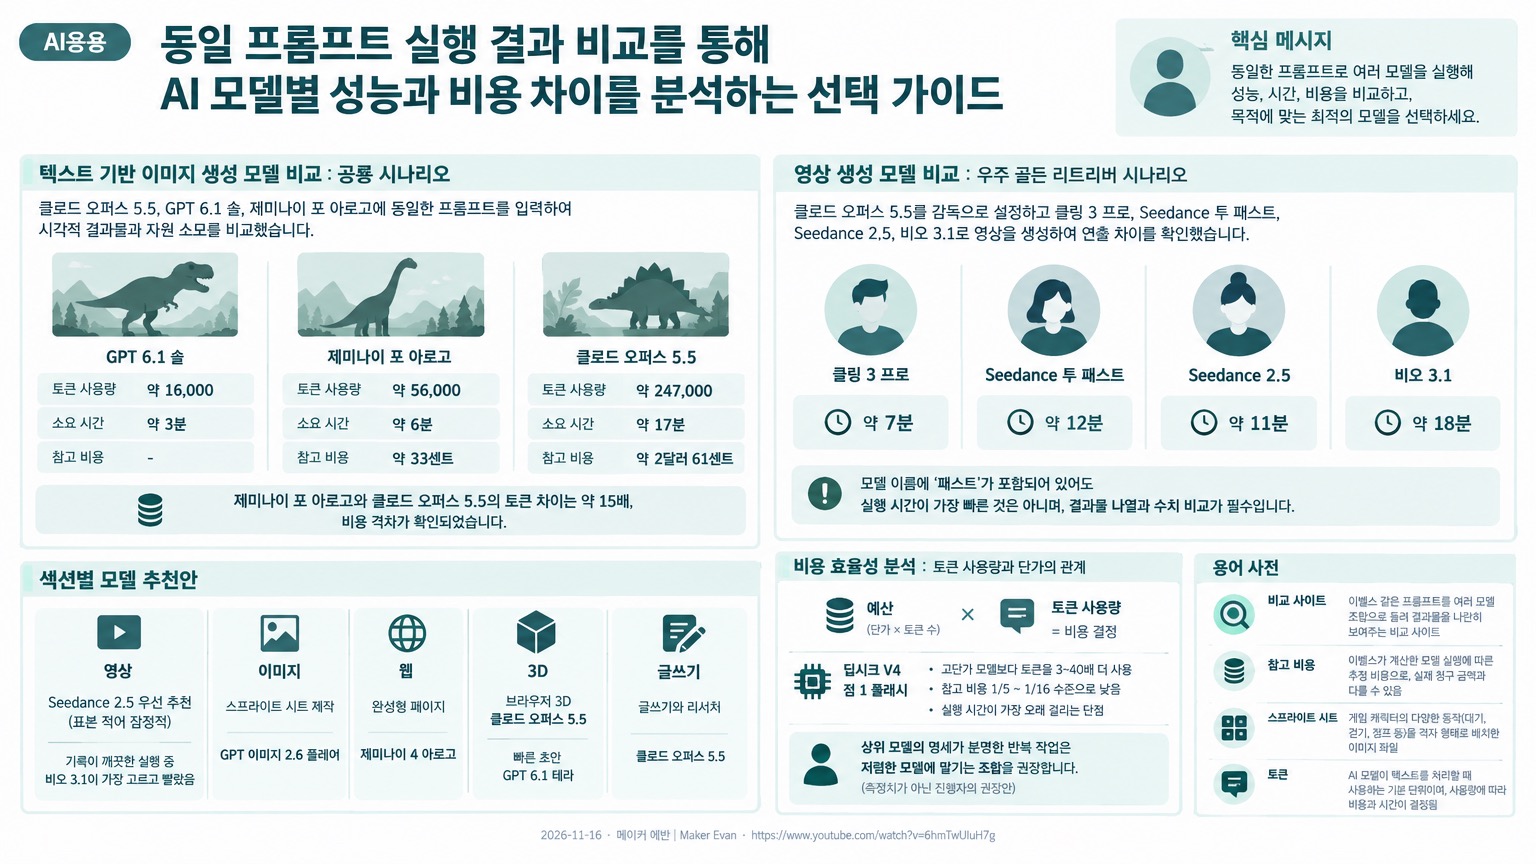 AI응용
동일 프롬프트 실행 결과 비교를 통해
AI 모델별 성능과 비용 차이를 분석하는 선택 가이드
핵심 메시지
동일한 프롬프트로 여러 모델을 실행해
성능, 시간, 비용을 비교하고,
목적에 맞는 최적의 모델을 선택하세요.
텍스트 기반 이미지 생성 모델 비교 : 공룡 시나리오
클로드 오퍼스 5.5, GPT 6.1 솔, 제미나이 포 아로고에 동일한 프롬프트를 입력하여
시각적 결과물과 자원 소모를 비교했습니다.
GPT 6.1 솔
토큰 사용량 약 16,000
소요 시간 약 3분
참고 비용 -
제미나이 포 아로고
토큰 사용량 약 56,000
소요 시간 약 6분
참고 비용 약 33센트
클로드 오퍼스 5.5
토큰 사용량 약 247,000
소요 시간 약 17분
참고 비용 약 2달러 61센트
제미나이 포 아로고와 클로드 오퍼스 5.5의 토큰 차이는 약 15배,
비용 격차가 확인되었습니다.
영상 생성 모델 비교 : 우주 골든 리트리버 시나리오
클로드 오퍼스 5.5를 감독으로 설정하고 클링 3 프로, Seedance 투 패스트,
Seedance 2.5, 비오 3.1로 영상을 생성하여 연출 차이를 확인했습니다.
클링 3 프로
약 7분
Seedance 투 패스트
약 12분
Seedance 2.5
약 11분
비오 3.1
약 18분
모델 이름에 ‘패스트’가 포함되어 있어도
실행 시간이 가장 빠른 것은 아니며, 결과물 나열과 수치 비교가 필수입니다.
섹션별 모델 추천안
영상
Seedance 2.5 우선 추천
(표본 적어 잠정적)
기록이 깨끗한 실행 중
비오 3.1이 가장 고르고 빨랐음
이미지
스프라이트 시트 제작
GPT 이미지 2.6 플레어
웹
완성형 페이지
제미나이 4 아로고
3D
브라우저 3D
클로드 오퍼스 5.5
빠른 초안
GPT 6.1 테라
글쓰기
글쓰기와 리서처
클로드 오퍼스 5.5
비용 효율성 분석 : 토큰 사용량과 단가의 관계
예산
(단가 × 토큰 수)
×
토큰 사용량
= 비용 결정
딥시크 V4
점 1 플래시
• 고단가 모델보다 토큰을 3~40배 더 사용
• 참고 비용 1/5 ~ 1/16 수준으로 낮음
• 실행 시간이 가장 오래 걸리는 단점
상위 모델의 명세가 분명한 반복 작업은
저렴한 모델에 맡기는 조합을 권장합니다.
(측정치가 아닌 진행자의 권장안)
용어 사전
비교 사이트
이벨스 같은 프롬프트를 여러 모델
조합으로 돌려 결과물을 나란히
보여주는 비교 사이트
참고 비용
이벨스가 계산한 모델 실행에 따른
추정 비용으로, 실제 청구 금액과
다를 수 있음
스프라이트 시트
게임 캐릭터의 다양한 동작(대기,
걷기, 점프 등)을 격자 형태로 배치한
이미지 파일
토큰
AI 모델이 텍스트를 처리할 때
사용하는 기본 단위이며, 사용량에 따라
비용과 시간이 결정됨
2026-11-16 · 메이커 에반 | Maker Evan · https://www.youtube.com/watch?v=6hmTwUIuH7g